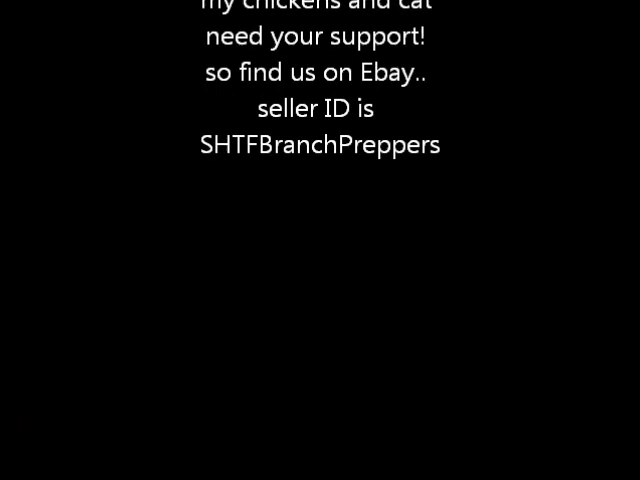 my chickens and cat
need your support!
so find us on Ebay..
seller ID is
SHTFBranchPreppers